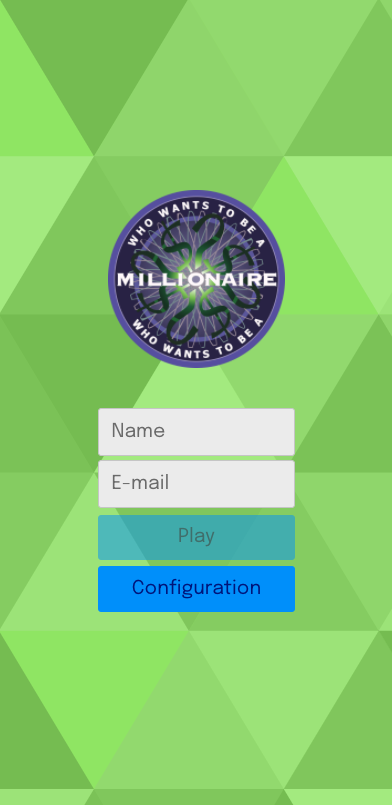 WHO WANTS TO BE A
MILLIONAIRE
WHO WANTS TO BE A
Name
E-mail
Play
Configuration